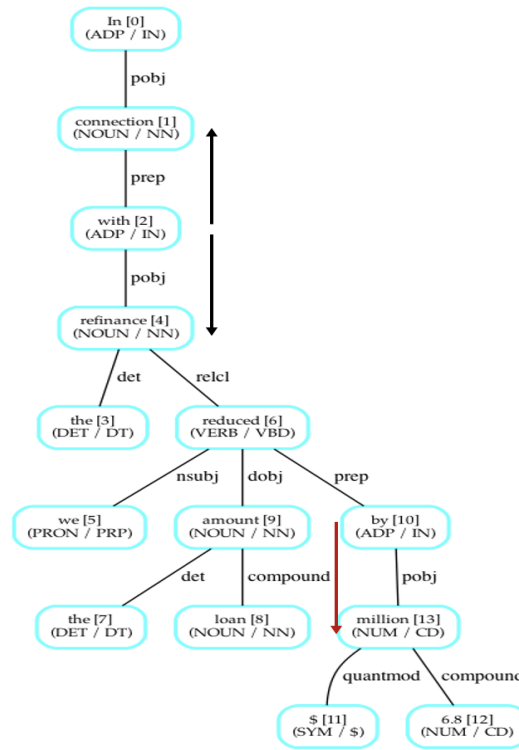 In [0]
(ADP / IN)
pobj
connection [1]
(NOUN / NN)
prep
with [2]
(ADP / IN)
pobj
refinance [4]
(NOUN / NN)
det
relcl
the [3]
(DET / DT)
reduced [6]
(VERB / VBD)
nsubj
dobj
prep
we [5]
(PRON / PRP)
amount [9]
(NOUN / NN)
by [10]
(ADP / IN)
det
compound
pobj
the [7]
(DET / DT)
loan [8]
(NOUN / NN)
million [13]
(NUM / CD)
quantmod
compound
$ [11]
(SYM / $)
6.8 [12]
(NUM / CD)